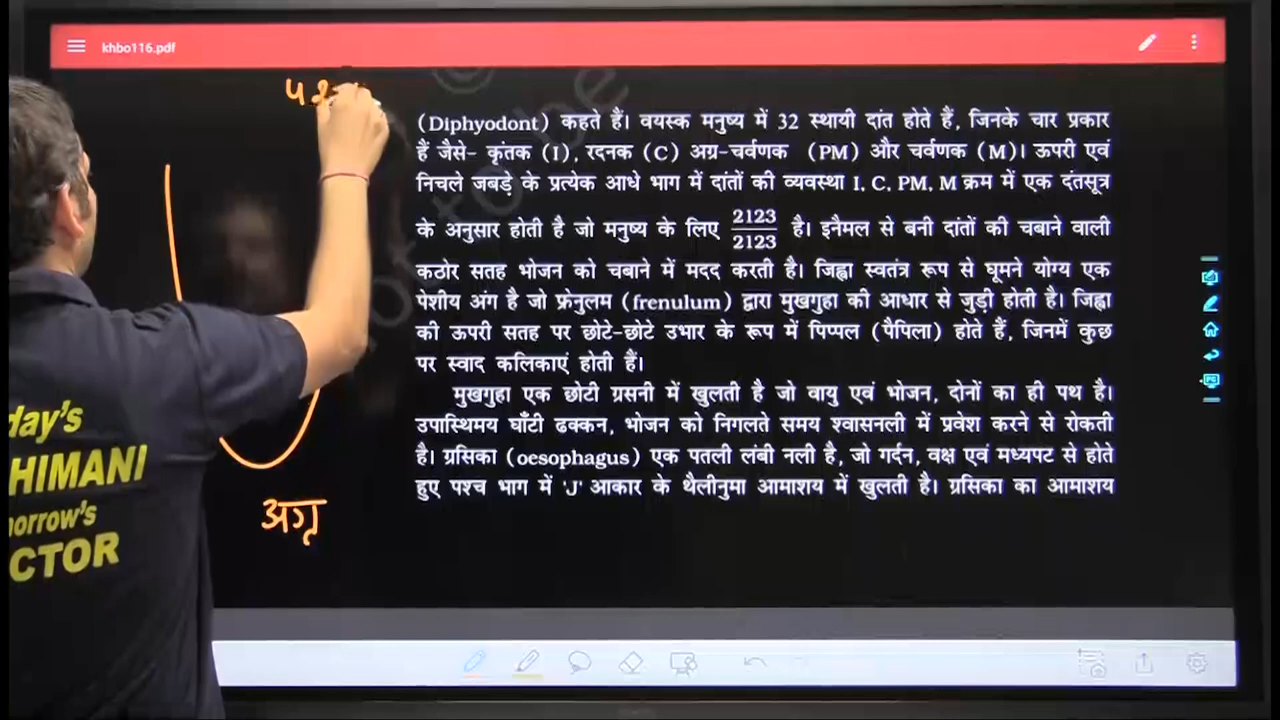 khbo116.pdf
(Diphyodont) कहते हैं। वयस्क मनुष्य में 32 स्थायी दांत होते हैं, जिनके चार प्रकार
हैं जैसे- कृंतक (I), रदनक (C) अग्र-चर्वणक (PM) और चर्वणक (M)। ऊपरी एवं
निचले जबड़े के प्रत्येक आधे भाग में दांतों की व्यवस्था I, C, PM, M क्रम में एक दंतसूत्र
के अनुसार होती है जो मनुष्य के लिए 2123/2123 है। इनैमल से बनी दांतों की चबाने वाली
कठोर सतह भोजन को चबाने में मदद करती है। जिह्वा स्वतंत्र रूप से घूमने योग्य एक
पेशीय अंग है जो फ्रेनुलम (frenulum) द्वारा मुखगुहा की आधार से जुड़ी होती है। जिह्वा
की ऊपरी सतह पर छोटे-छोटे उभार के रूप में पिप्पल (पैपिला) होते हैं, जिनमें कुछ
पर स्वाद कलिकाएं होती हैं।
मुखगुहा एक छोटी ग्रसनी में खुलती है जो वायु एवं भोजन, दोनों का ही पथ है।
उपास्थिमय घाँटी ढक्कन, भोजन को निगलते समय श्वासनली में प्रवेश करने से रोकती
है। ग्रसिका (oesophagus) एक पतली लंबी नली है, जो गर्दन, वक्ष एवं मध्यपट से होते
हुए पश्च भाग में 'J' आकार के थैलीनुमा आमाशय में खुलती है। ग्रसिका का आमाशय
अग्र
day's
HIMANI
morrow's
CTOR
to be
PC